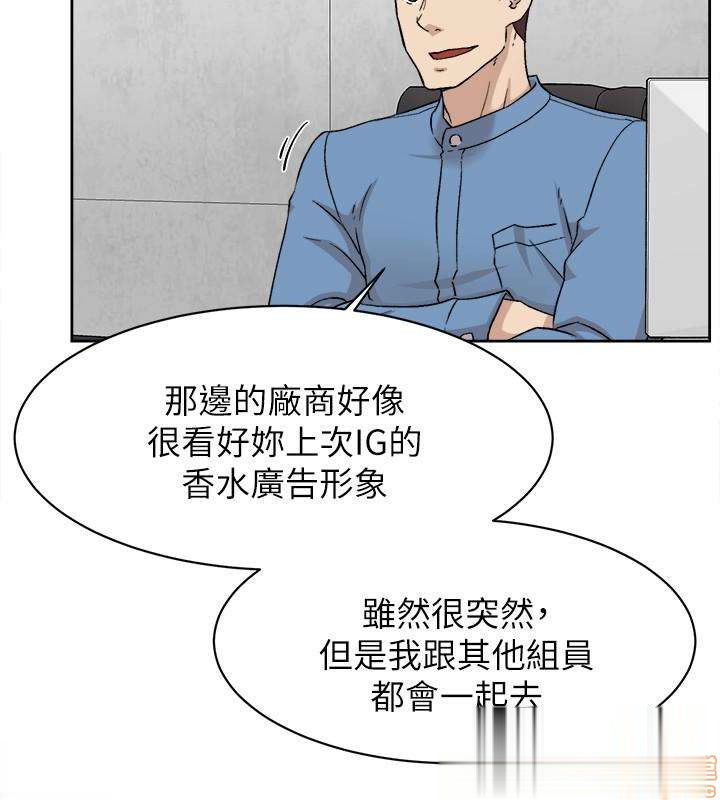 那邊的廠商好像
很看好妳上次IG的
香水廣告形象
雖然很突然，
但是我跟其他組員
都會一起去